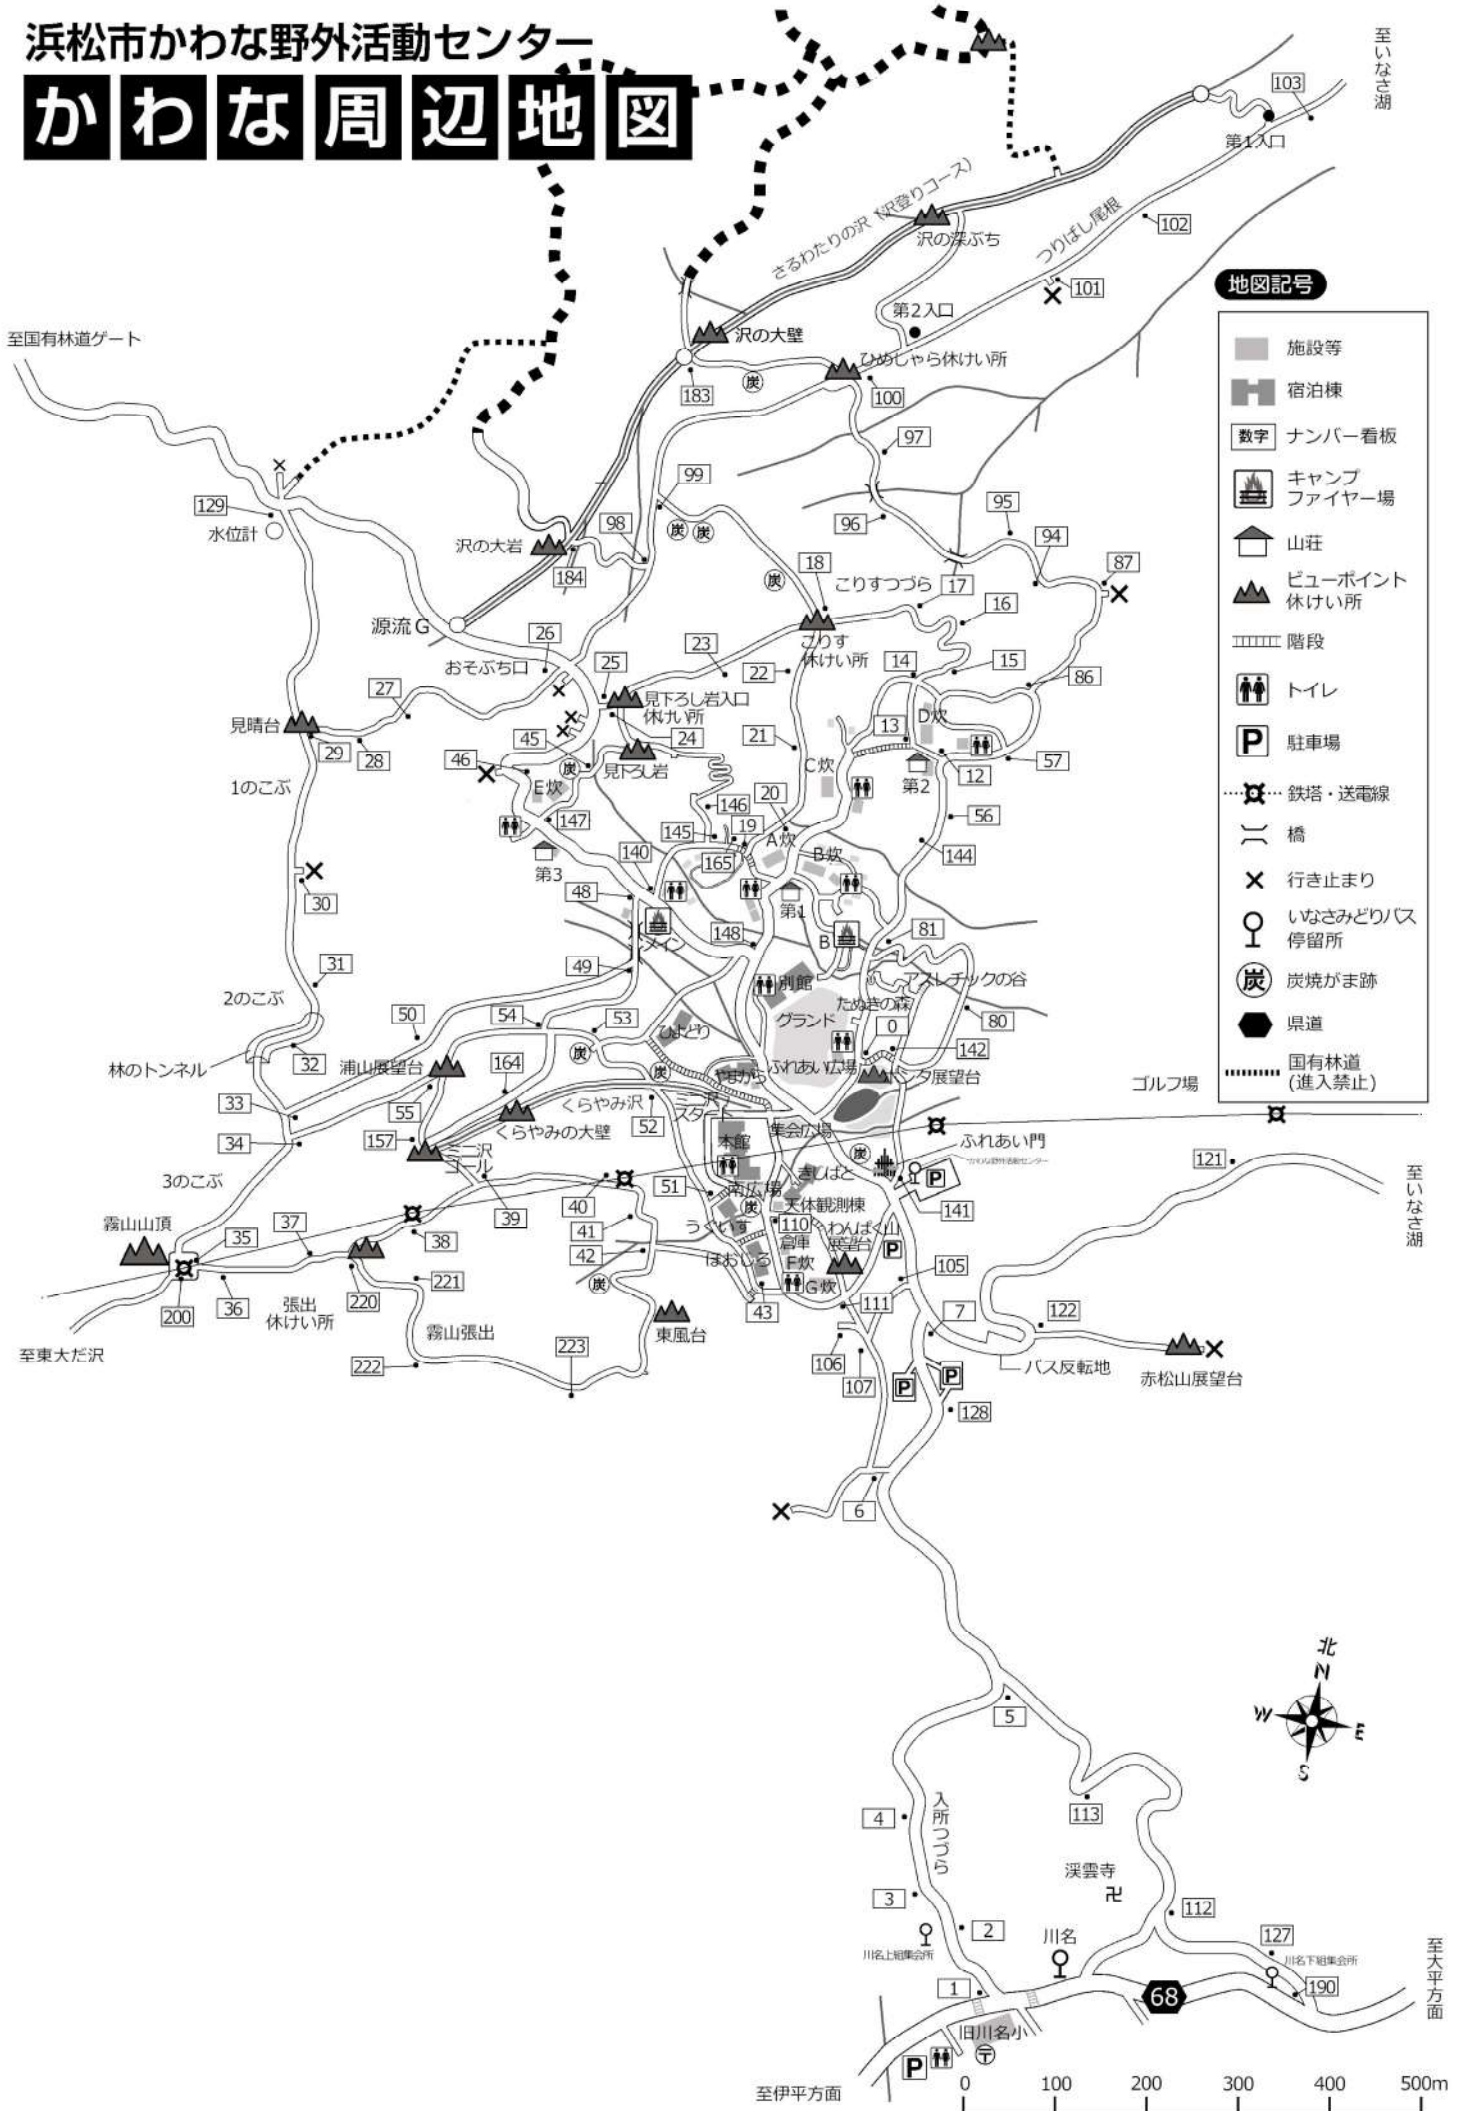 浜松市かわな野外活動センター
かわな周辺地図
至いなさ湖
103
第1入口
さるわたりの沢(沢登りコース)
沢の深ぶち
つりばし尾根
102
101
第2入口
沢の大壁
ひめしゃら休けい所
183
炭
100
至国有林道ゲート
97
99
129
水位計
98
炭
炭
96
95
94
沢の大岩
184
炭
18
こりすつづら
17
87
源流G
16
26
おそぶち口
25
23
こりす
休けい所
22
14
15
86
27
見下ろし岩入口
休けい所
D炊
見晴台
29
28
45
24
21
13
46
炭
見下ろし岩
C炊
第2
12
57
1のこぶ
E炊
146
20
56
147
145
19
A炊
144
第3
140
165
B炊
48
第1
30
メイン
148
B
81
49
31
別館
アスレチックの谷
2のこぶ
たぬきの森
50
54
53
グランド
0
80
ひよどり
142
林のトンネル
32
浦山展望台
164
炭
炭
やまがら
ふれあい広場
ンタ展望台
ゴルフ場
33
55
くらやみ沢
ミニ沢
スタート
34
157
くらやみの大壁
52
本館
集会広場
ふれあい門
かわな野外活動センター
ミニ沢
ゴール
炭
きじばと
P
121
至いなさ湖
3のこぶ
39
40
51
南広場
炭
天体観測棟
141
霧山山頂
35
37
38
41
うぐいす
110
わんぱく山
展望台
P
42
倉庫
ほおじろ
F炊
105
200
36
張出
休けい所
220
221
炭
43
G炊
111
7
122
霧山張出
東風台
106
至東大だ沢
222
223
107
P
P
バス反転地
赤松山展望台
128
6
5
4
入所つづら
113
渓雲寺
卍
3
2
112
川名上組集会所
川名
127
川名下組集会所
1
68
190
至大平方面
旧川名小
P
〒
至伊平方面
地図記号
施設等
宿泊棟
数字 ナンバー看板
キャンプ
ファイヤー場
山荘
ビューポイント
休けい所
階段
トイレ
P 駐車場
鉄塔・送電線
橋
行き止まり
いなさみどりバス
停留所
炭 炭焼がま跡
県道
国有林道
(進入禁止)
北
N
W
E
S
0 100 200 300 400 500m